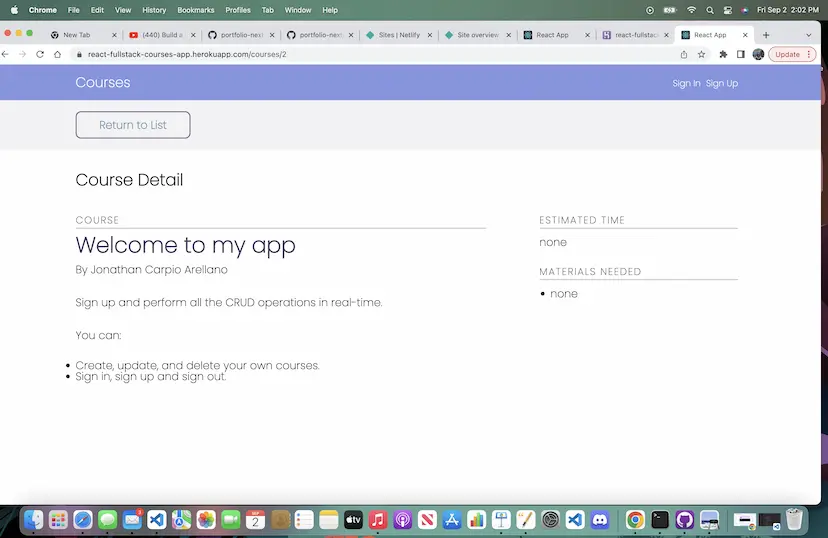 Chrome File Edit View History Bookmarks Profiles Tab Window Help Fri Sep 2 2:02 PM
New Tab (440) Build a portfolio-next portfolio-next Sites | Netlify Site overview React App react-fullstack React App
react-fullstack-courses-app.herokuapp.com/courses/2 Update
Courses Sign In Sign Up
Return to List
Course Detail
COURSE
Welcome to my app
By Jonathan Carpio Arellano
Sign up and perform all the CRUD operations in real-time.
You can:
Create, update, and delete your own courses.
Sign in, sign up and sign out.
ESTIMATED TIME
none
MATERIALS NEEDED
none
SEP
2
tv